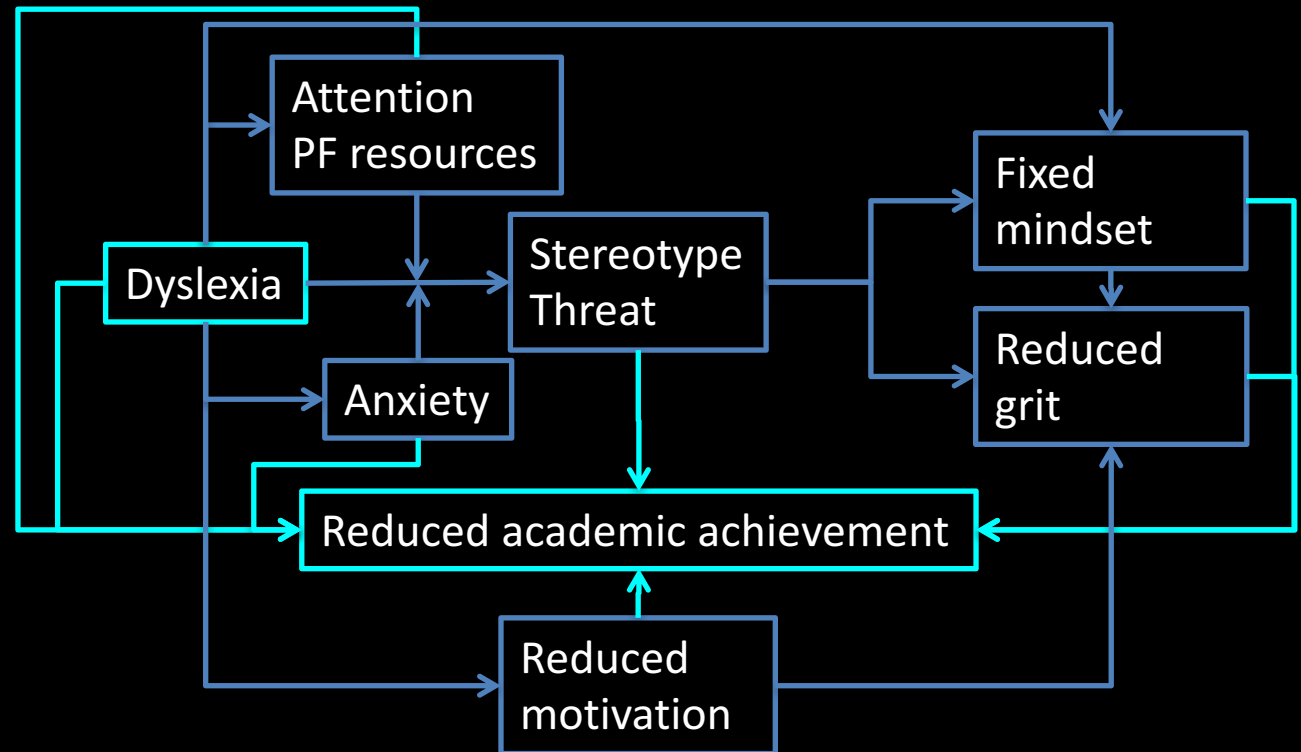 Attention
PF resources
Fixed
mindset
Dyslexia
Stereotype
Threat
Reduced
grit
Anxiety
Reduced academic achievement
Reduced
motivation